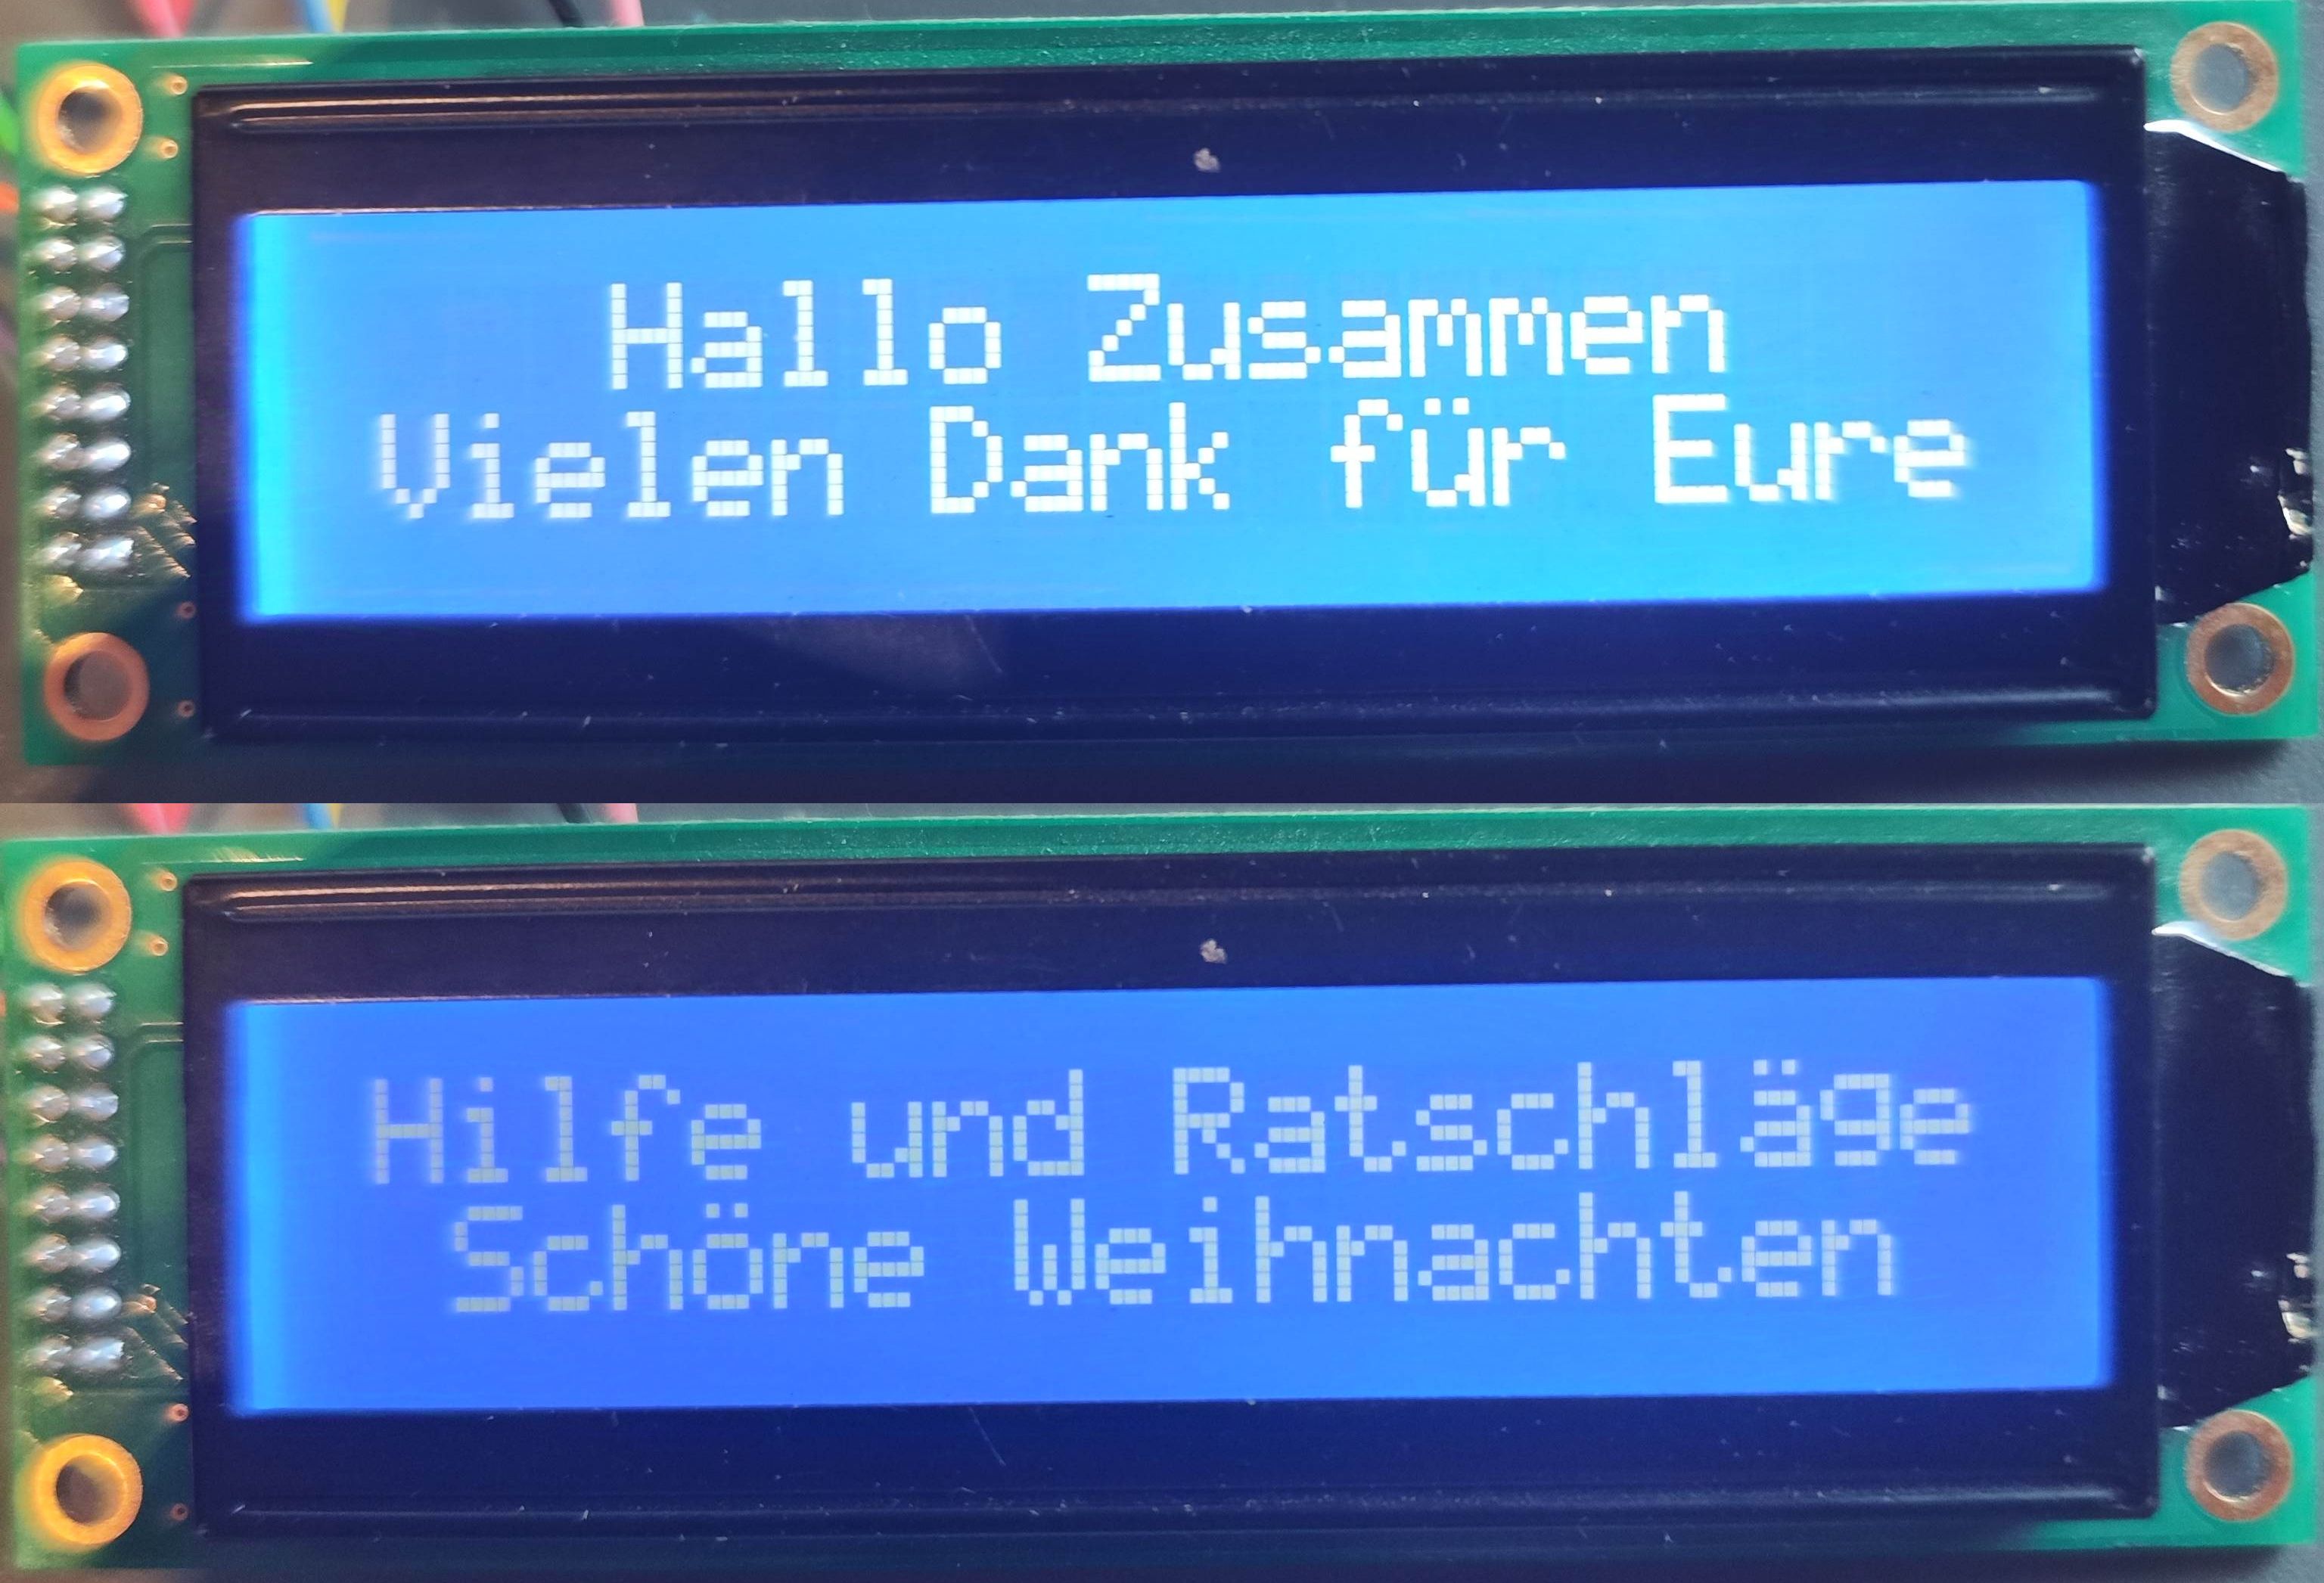 Hallo Zusammen
Vielen Dank für Eure
Hilfe und Ratschläge
Schöne Weihnachten